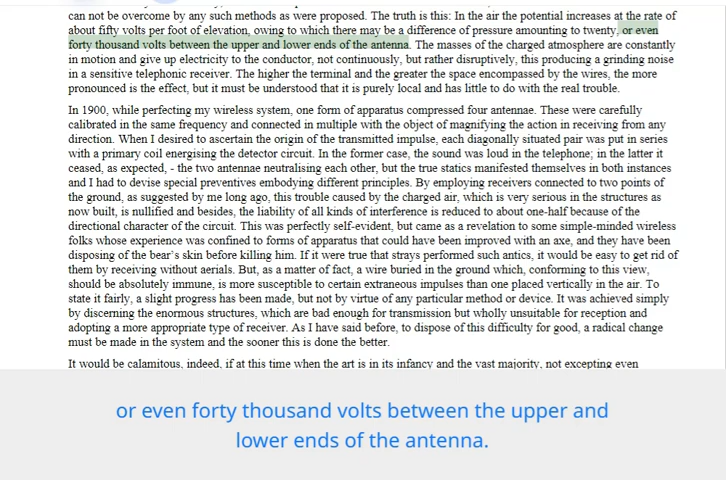 can not be overcome by any such methods as were proposed. The truth is this: In the air the potential increases at the rate of
about fifty volts per foot of elevation, owing to which there may be a difference of pressure amounting to twenty, or even
forty thousand volts between the upper and lower ends of the antenna. The masses of the charged atmosphere are constantly
in motion and give up electricity to the conductor, not continuously, but rather disruptively, this producing a grinding noise
in a sensitive telephonic receiver. The higher the terminal and the greater the space encompassed by the wires, the more
pronounced is the effect, but it must be understood that it is purely local and has little to do with the real trouble.
In 1900, while perfecting my wireless system, one form of apparatus compressed four antennae. These were carefully
calibrated in the same frequency and connected in multiple with the object of magnifying the action in receiving from any
direction. When I desired to ascertain the origin of the transmitted impulse, each diagonally situated pair was put in series
with a primary coil energising the detector circuit. In the former case, the sound was loud in the telephone; in the latter it
ceased, as expected, - the two antennae neutralising each other, but the true statics manifested themselves in both instances
and I had to devise special preventives embodying different principles. By employing receivers connected to two points of
the ground, as suggested by me long ago, this trouble caused by the charged air, which is very serious in the structures as
now built, is nullified and besides, the liability of all kinds of interference is reduced to about one-half because of the
directional character of the circuit. This was perfectly self-evident, but came as a revelation to some simple-minded wireless
folks whose experience was confined to forms of apparatus that could have been improved with an axe, and they have been
disposing of the bear's skin before killing him. If it were true that strays performed such antics, it would be easy to get rid of
them by receiving without aerials. But, as a matter of fact, a wire buried in the ground which, conforming to this view,
should be absolutely immune, is more susceptible to certain extraneous impulses than one placed vertically in the air. To
state it fairly, a slight progress has been made, but not by virtue of any particular method or device. It was achieved simply
by discerning the enormous structures, which are bad enough for transmission but wholly unsuitable for reception and
adopting a more appropriate type of receiver. As I have said before, to dispose of this difficulty for good, a radical change
must be made in the system and the sooner this is done the better.
It would be calamitous, indeed, if at this time when the art is in its infancy and the vast majority, not excepting even
or even forty thousand volts between the upper and
lower ends of the antenna.